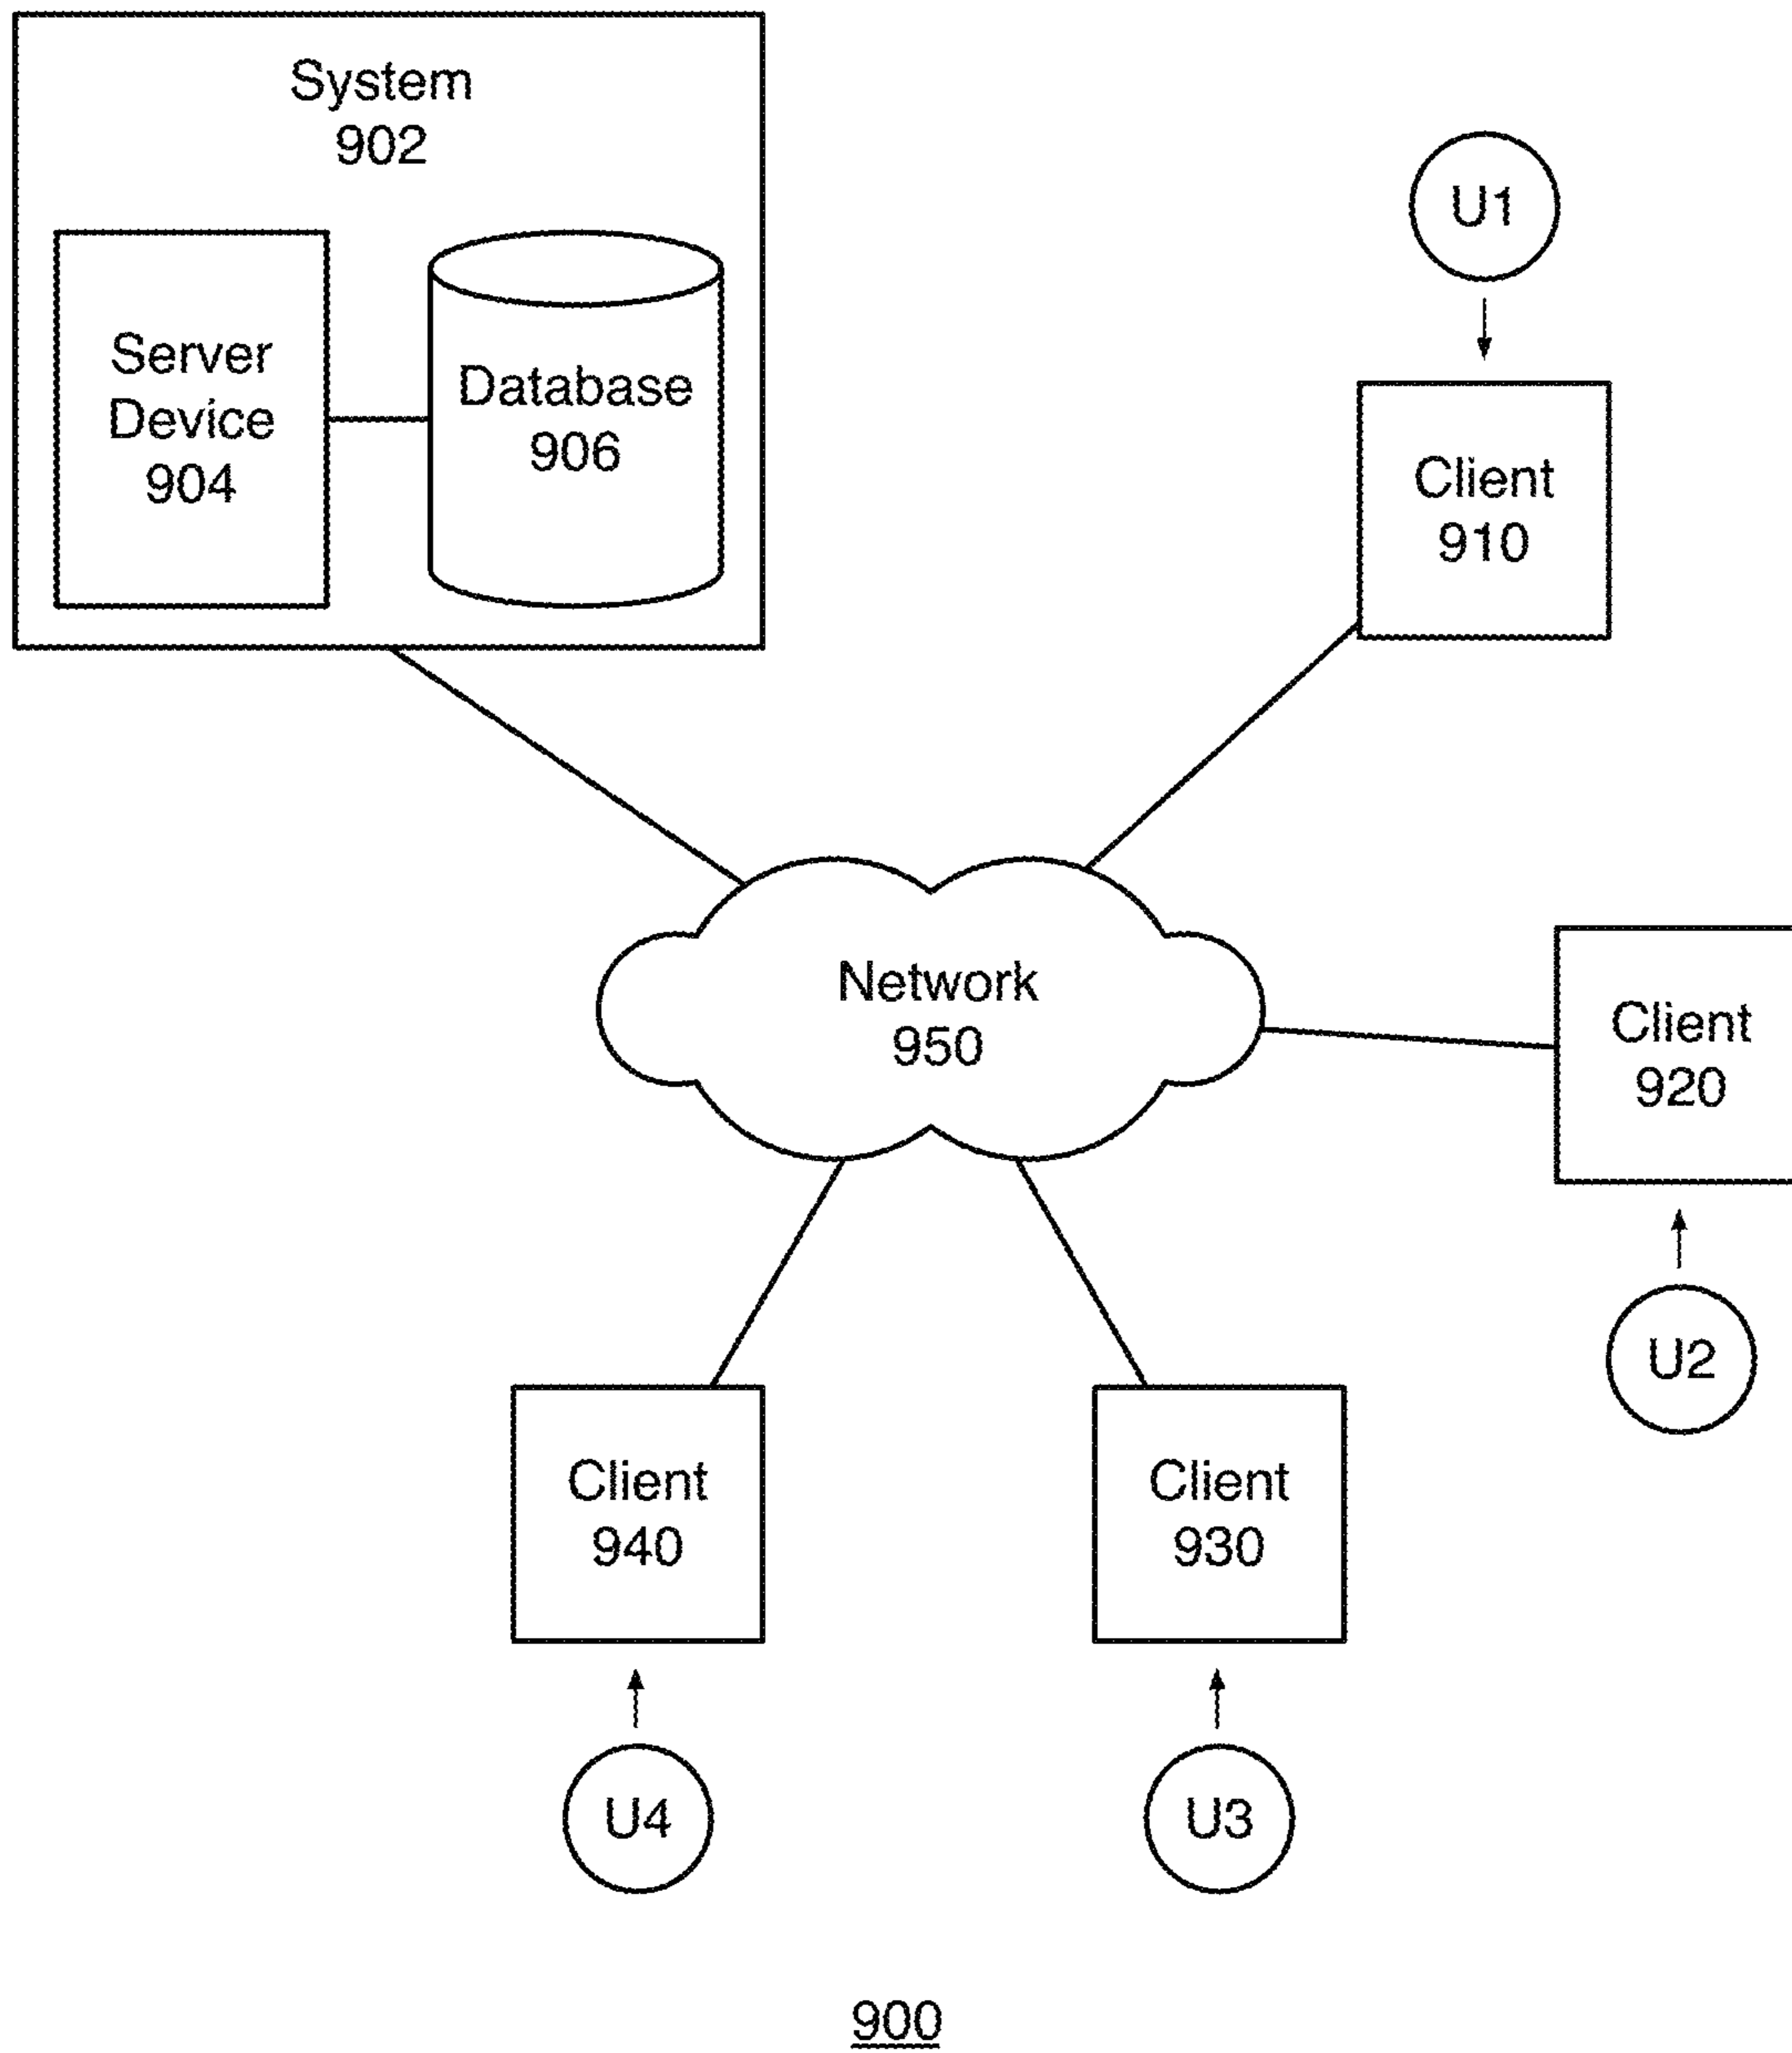 System
902
Server
Device
904
Database
906
U1
Client
910
Network
950
Client
920
U2
Client
940
Client
930
U4
U3
900